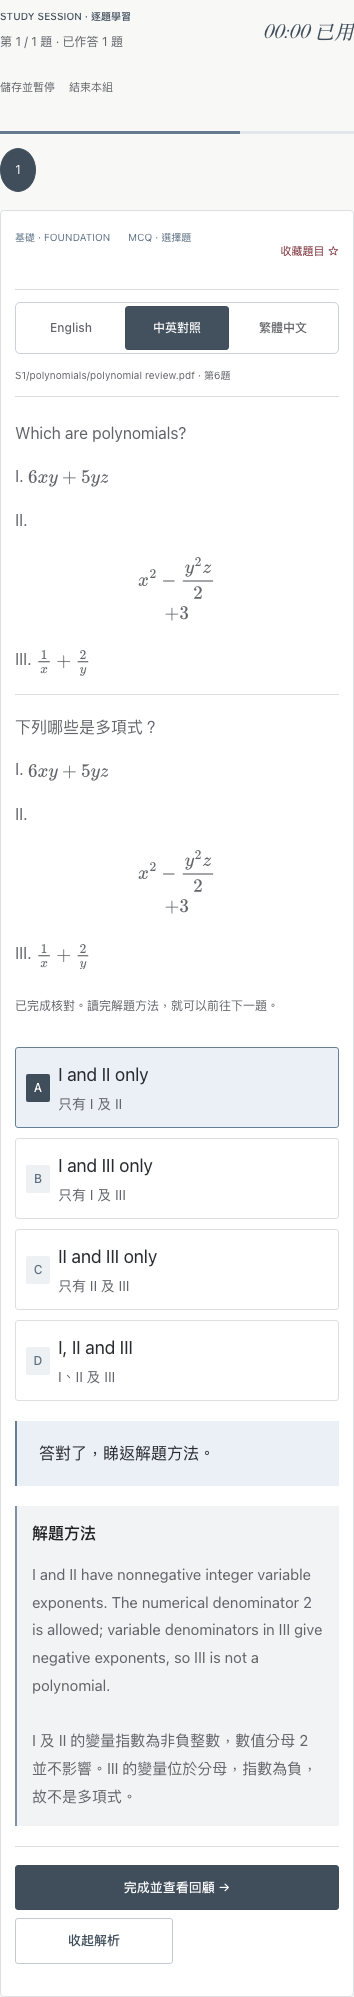 STUDY SESSION · 逐題學習
第 1 / 1 題 · 已作答 1 題
00:00 已用
儲存並暫停 結束本組
1
基礎 · FOUNDATION MCQ · 選擇題
收藏題目 ☆
English 中英對照 繁體中文
S1/polynomials/polynomial review.pdf · 第6題
Which are polynomials?
I. 6xy + 5yz
II.
x² − y²z/2
+3
III. 1/x + 2/y
下列哪些是多項式？
I. 6xy + 5yz
II.
x² − y²z/2
+3
III. 1/x + 2/y
已完成核對。讀完解題方法，就可以前往下一題。
A I and II only
只有 I 及 II
B I and III only
只有 I 及 III
C II and III only
只有 II 及 III
D I, II and III
I、II 及 III
答對了，睇返解題方法。
解題方法
I and II have nonnegative integer variable
exponents. The numerical denominator 2
is allowed; variable denominators in III give
negative exponents, so III is not a
polynomial.
I 及 II 的變量指數為非負整數，數值分母 2
並不影響。III 的變量位於分母，指數為負，
故不是多項式。
完成並查看回顧 →
收起解析